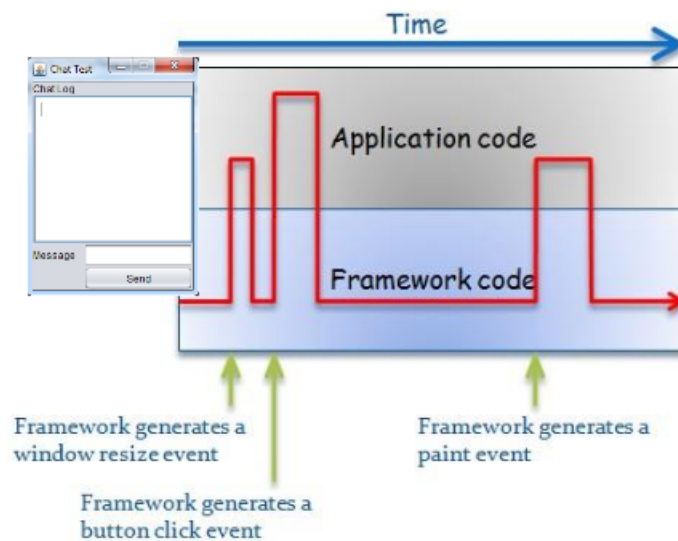 Time
Chat Test
Chat Log
Application code
Message
Send
Framework code
Framework generates a
window resize event
Framework generates a
paint event
Framework generates a
button click event